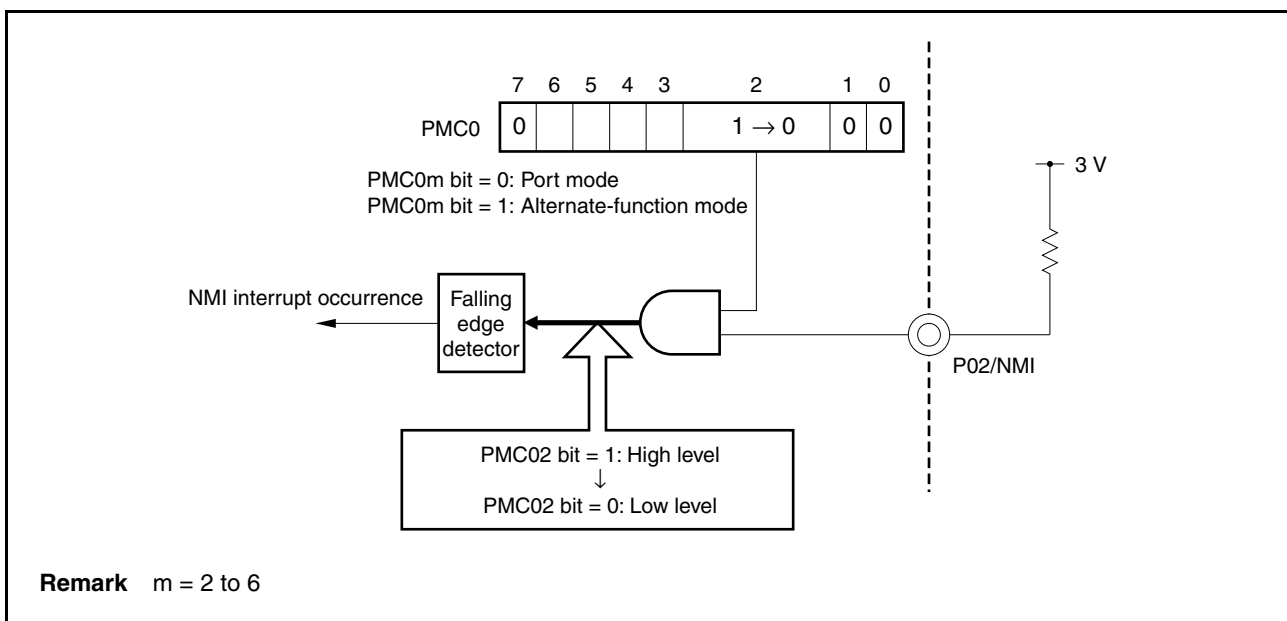 7 6 5 4 3 2 1 0
PMC0 0 1 → 0 0 0
3 V
PMC0m bit = 0: Port mode
PMC0m bit = 1: Alternate-function mode
NMI interrupt occurrence
Falling
edge
detector
P02/NMI
PMC02 bit = 1: High level
↓
PMC02 bit = 0: Low level
Remark m = 2 to 6